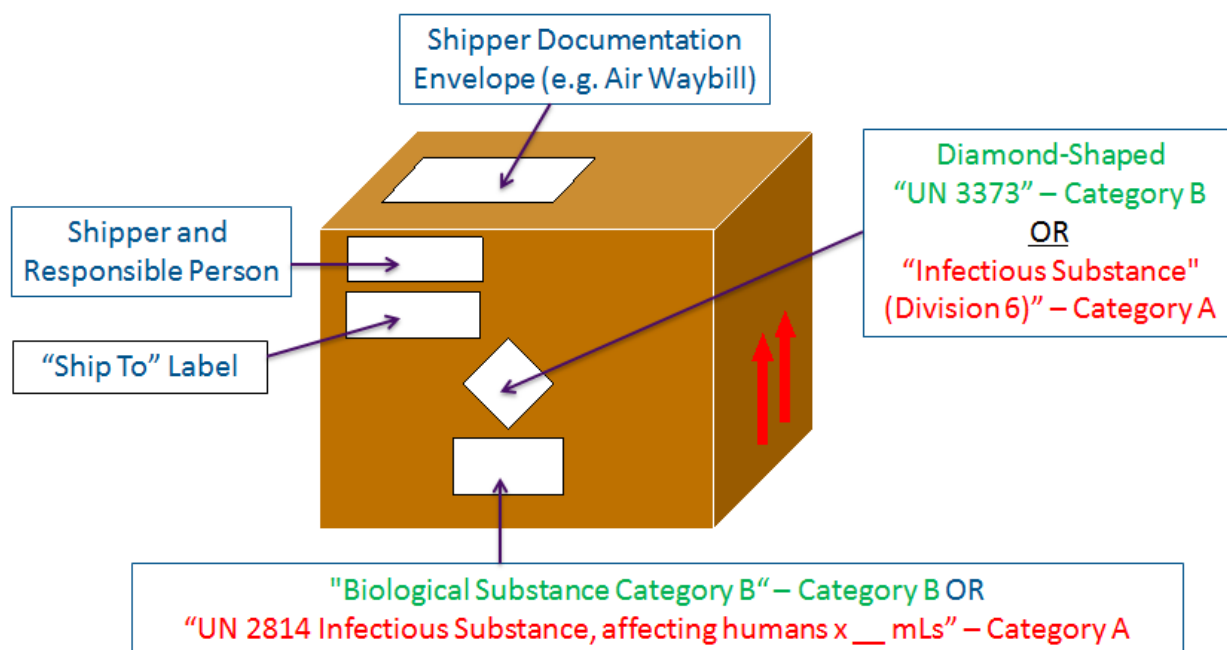 Shipper Documentation
Envelope (e.g. Air Waybill)
Diamond-Shaped
“UN 3373” – Category B
OR
“Infectious Substance"
(Division 6)” – Category A
Shipper and
Responsible Person
“Ship To” Label
"Biological Substance Category B“ – Category B OR
“UN 2814 Infectious Substance, affecting humans x __ mLs” – Category A